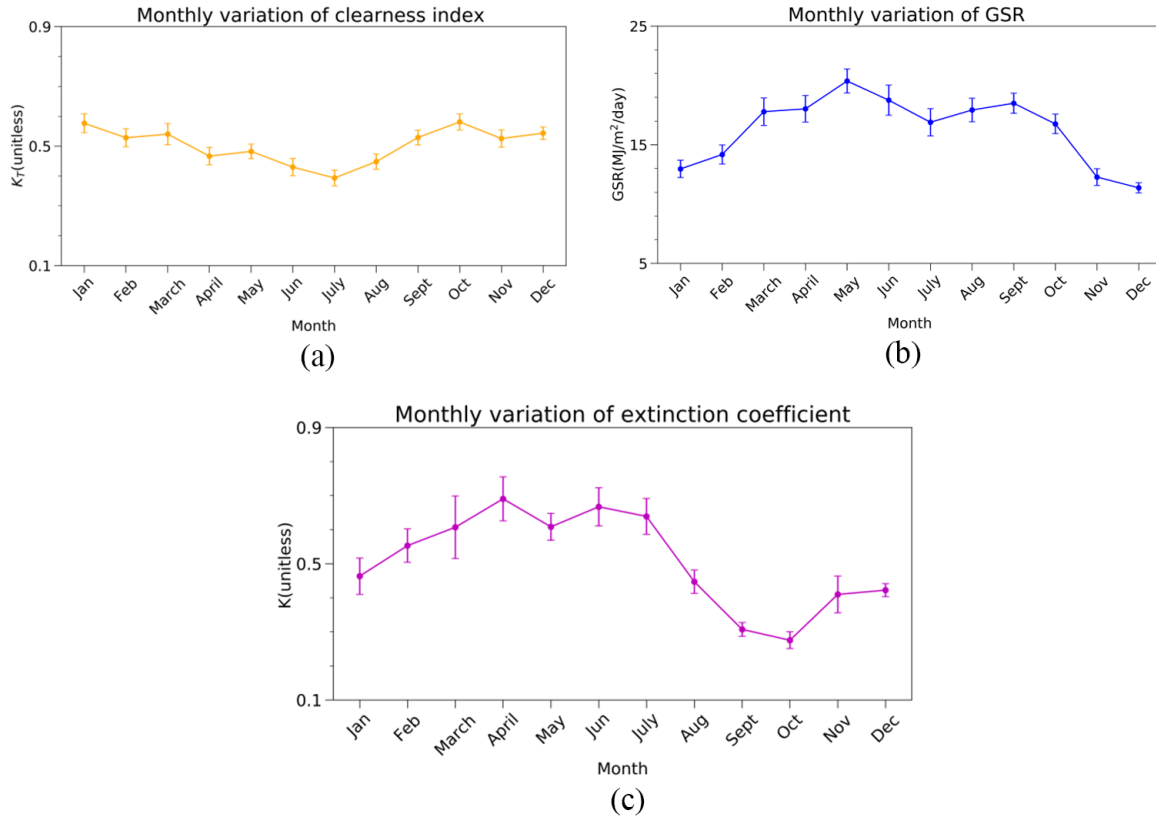 Monthly variation of clearness index
0.9
0.5
0.1
K_T(unitless)
Jan Feb March April May Jun July Aug Sept Oct Nov Dec
Month
(a)
Monthly variation of GSR
25
15
5
GSR(MJ/m²/day)
Jan Feb March April May Jun July Aug Sept Oct Nov Dec
Month
(b)
Monthly variation of extinction coefficient
0.9
0.5
0.1
K(unitless)
Jan Feb March April May Jun July Aug Sept Oct Nov Dec
Month
(c)